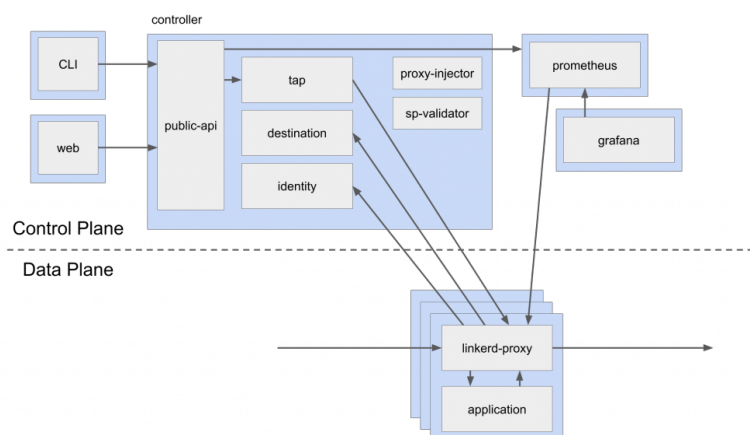 controller
CLI
web
public-api
tap
destination
identity
proxy-injector
sp-validator
prometheus
grafana
Control Plane
Data Plane
linkerd-proxy
application